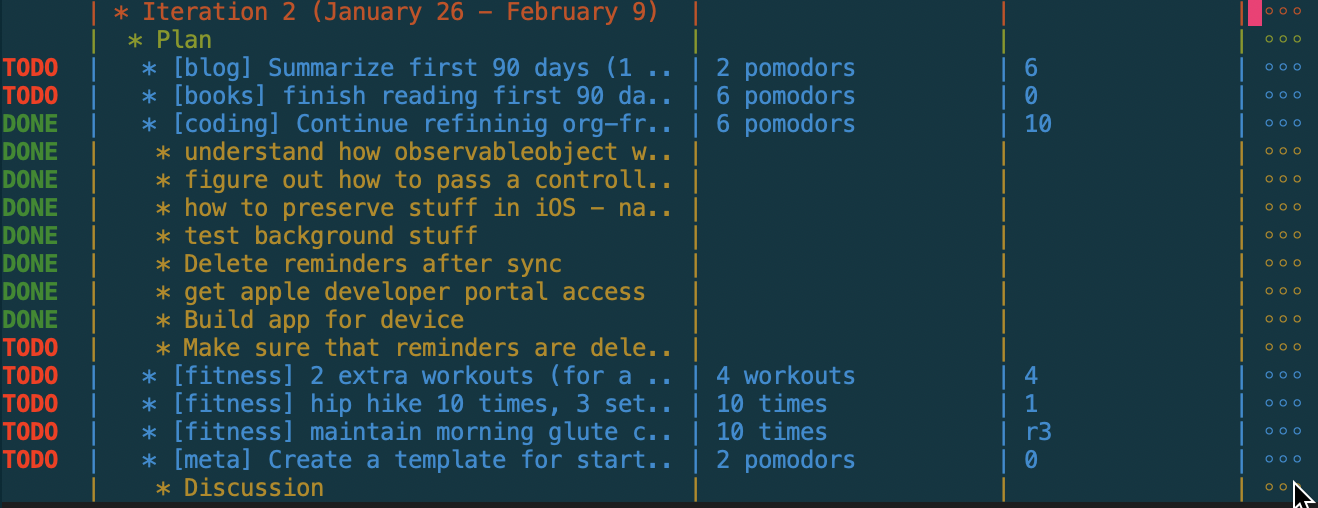 | * Iteration 2 (January 26 – February 9) | | |
| * Plan | | |
TODO | * [blog] Summarize first 90 days (1 .. | 2 pomodors | 6 |
TODO | * [books] finish reading first 90 da.. | 6 pomodors | 0 |
DONE | * [coding] Continue refininig org-fr.. | 6 pomodors | 10 |
DONE | * understand how observableobject w.. | | |
DONE | * figure out how to pass a controll.. | | |
DONE | * how to preserve stuff in iOS – na.. | | |
DONE | * test background stuff | | |
DONE | * Delete reminders after sync | | |
DONE | * get apple developer portal access | | |
DONE | * Build app for device | | |
TODO | * Make sure that reminders are dele.. | | |
TODO | * [fitness] 2 extra workouts (for a .. | 4 workouts | 4 |
TODO | * [fitness] hip hike 10 times, 3 set.. | 10 times | 1 |
TODO | * [fitness] maintain morning glute c.. | 10 times | r3 |
TODO | * [meta] Create a template for start.. | 2 pomodors | 0 |
| * Discussion | | |